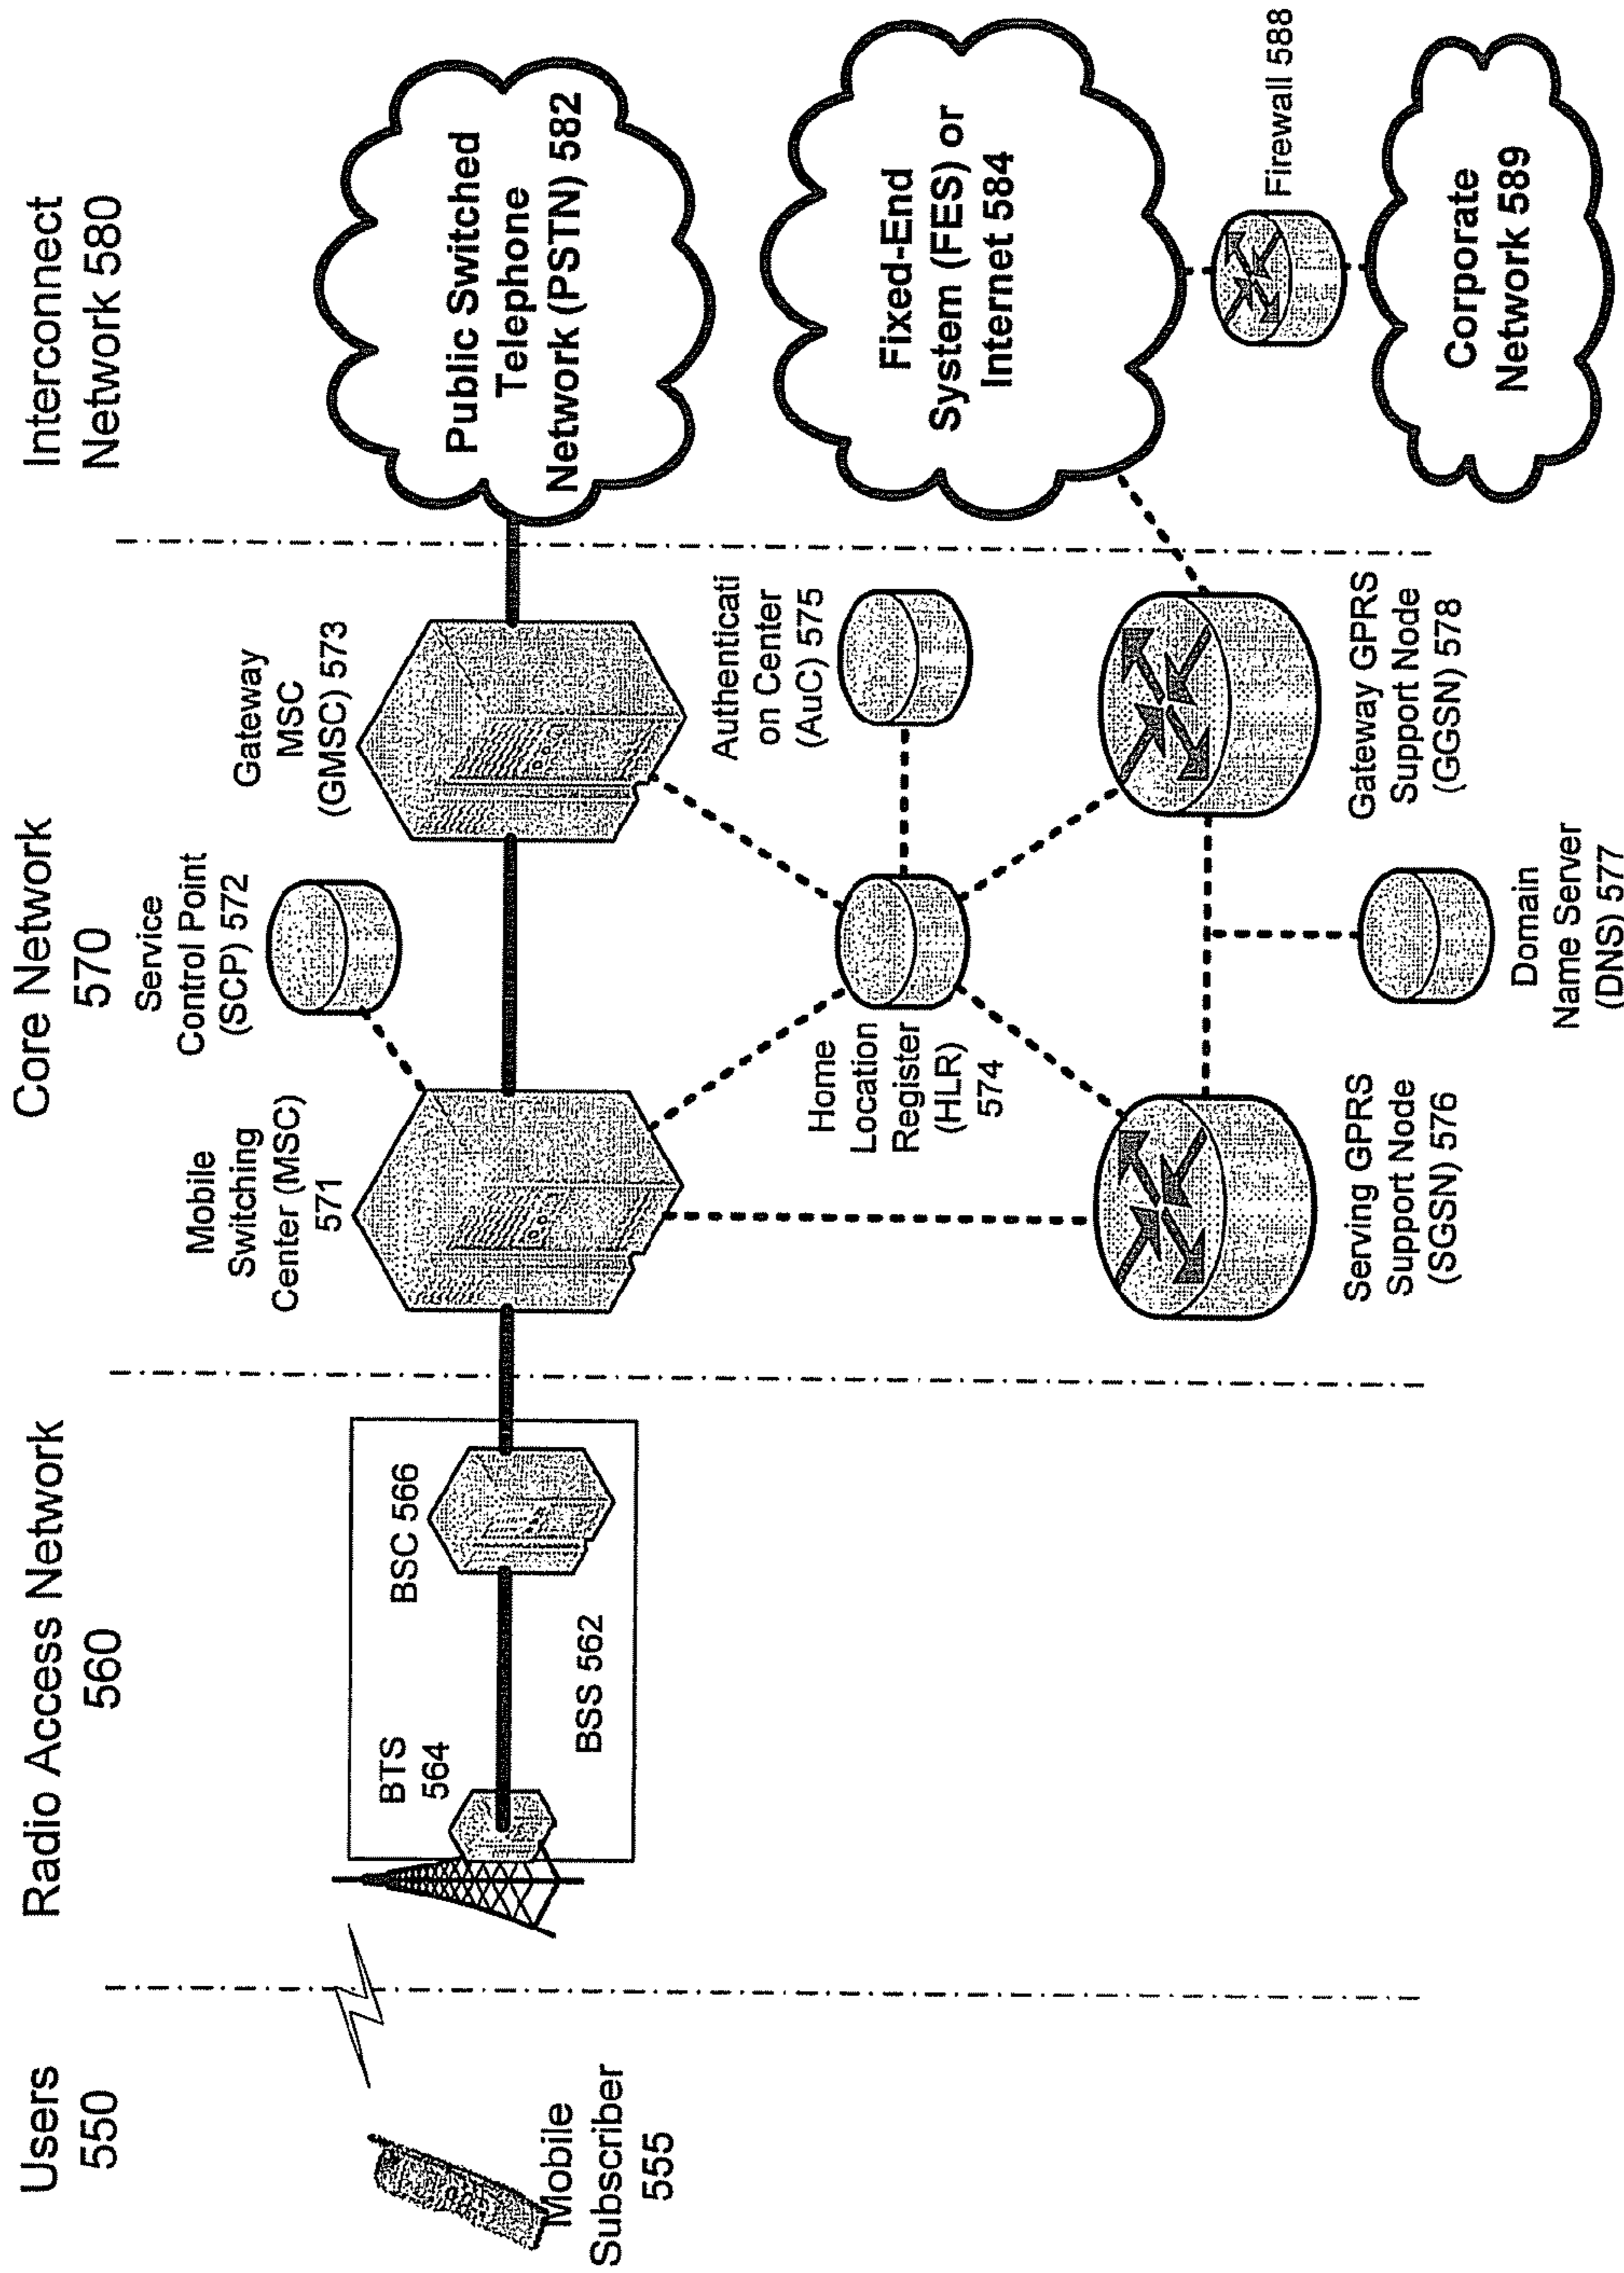 Users
550
Radio Access Network
560
Core Network
570
Interconnect
Network 580
Mobile
Subscriber
555
BTS
564
BSC 566
BSS 562
Mobile
Switching
Center (MSC)
571
Service
Control Point
(SCP) 572
Gateway
MSC
(GMSC) 573
Home
Location
Register
(HLR)
574
Authenticati
on Center
(AuC) 575
Serving GPRS
Support Node
(SGSN) 576
Domain
Name Server
(DNS) 577
Gateway GPRS
Support Node
(GGSN) 578
Public Switched
Telephone
Network (PSTN) 582
Fixed-End
System (FES) or
Internet 584
Firewall 588
Corporate
Network 589